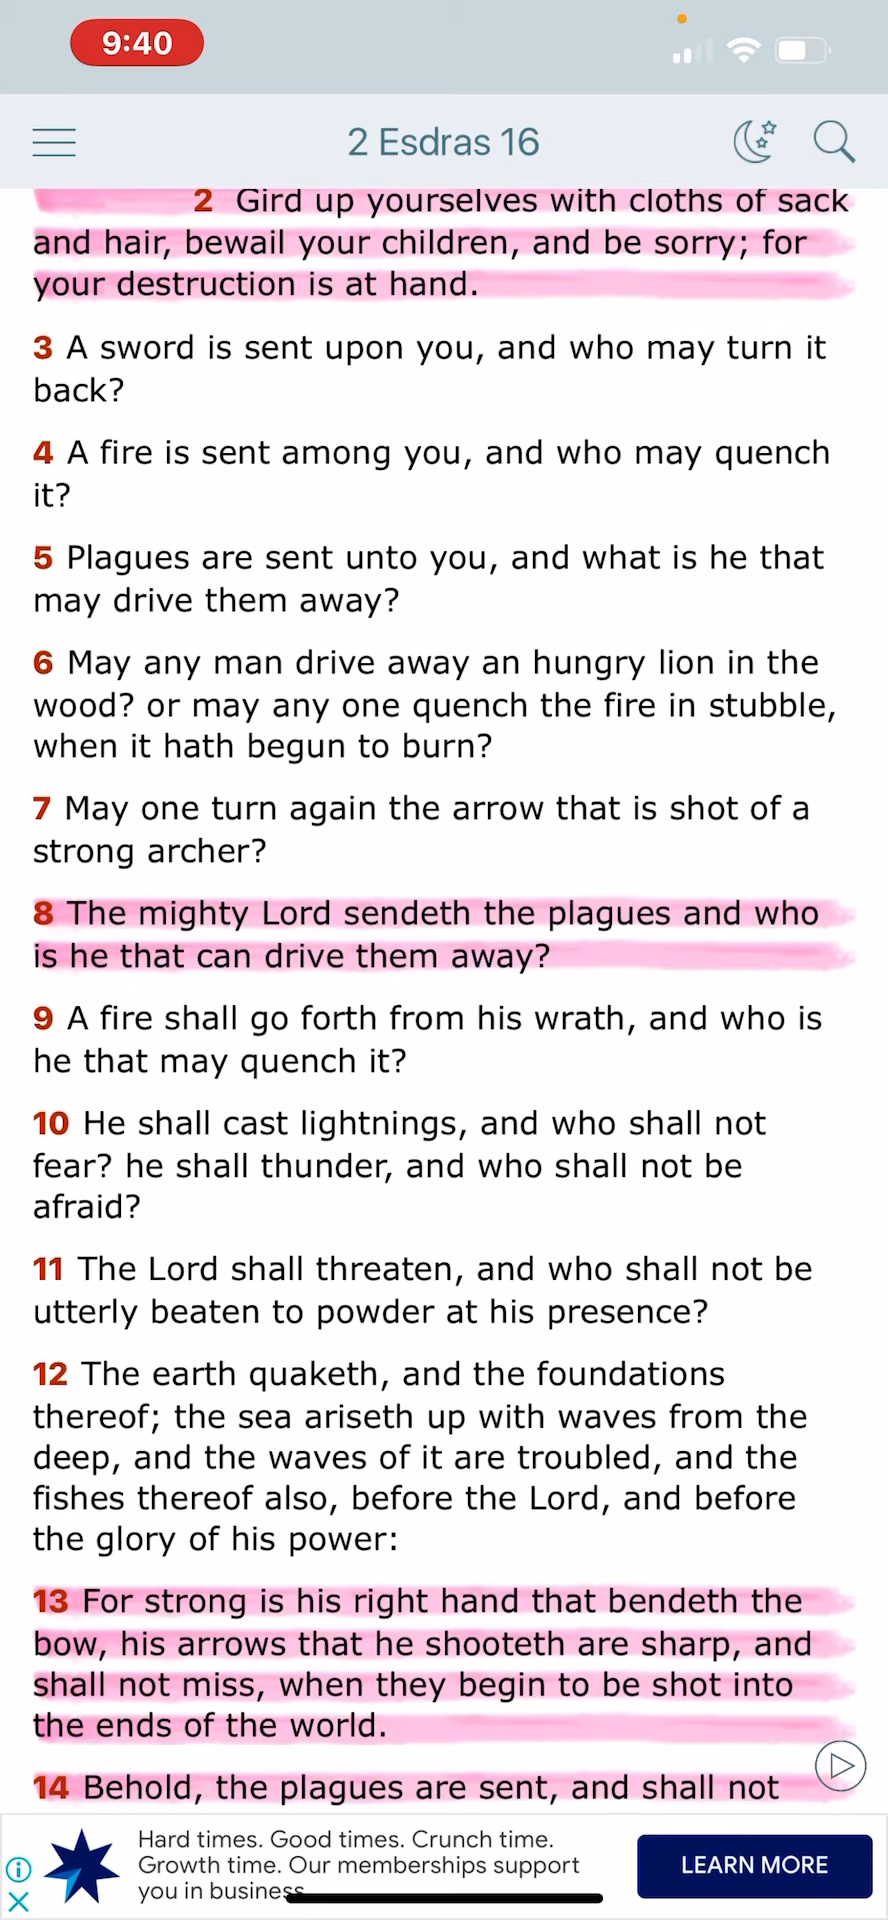 9:40
2 Esdras 16
2 Gird up yourselves with cloths of sack
and hair, bewail your children, and be sorry; for
your destruction is at hand.
3 A sword is sent upon you, and who may turn it
back?
4 A fire is sent among you, and who may quench
it?
5 Plagues are sent unto you, and what is he that
may drive them away?
6 May any man drive away an hungry lion in the
wood? or may any one quench the fire in stubble,
when it hath begun to burn?
7 May one turn again the arrow that is shot of a
strong archer?
8 The mighty Lord sendeth the plagues and who
is he that can drive them away?
9 A fire shall go forth from his wrath, and who is
he that may quench it?
10 He shall cast lightnings, and who shall not
fear? he shall thunder, and who shall not be
afraid?
11 The Lord shall threaten, and who shall not be
utterly beaten to powder at his presence?
12 The earth quaketh, and the foundations
thereof; the sea ariseth up with waves from the
deep, and the waves of it are troubled, and the
fishes thereof also, before the Lord, and before
the glory of his power:
13 For strong is his right hand that bendeth the
bow, his arrows that he shooteth are sharp, and
shall not miss, when they begin to be shot into
the ends of the world.
14 Behold, the plagues are sent, and shall not
Hard times. Good times. Crunch time.
Growth time. Our memberships support
you in business
LEARN MORE